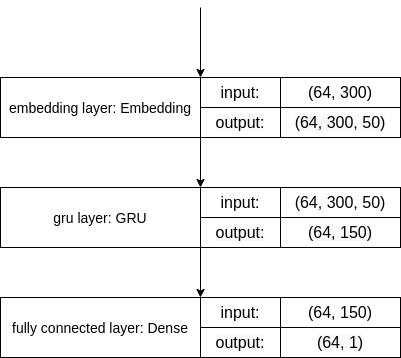 embedding layer: Embedding
input: (64, 300)
output: (64, 300, 50)
gru layer: GRU
input: (64, 300, 50)
output: (64, 150)
fully connected layer: Dense
input: (64, 150)
output: (64, 1)